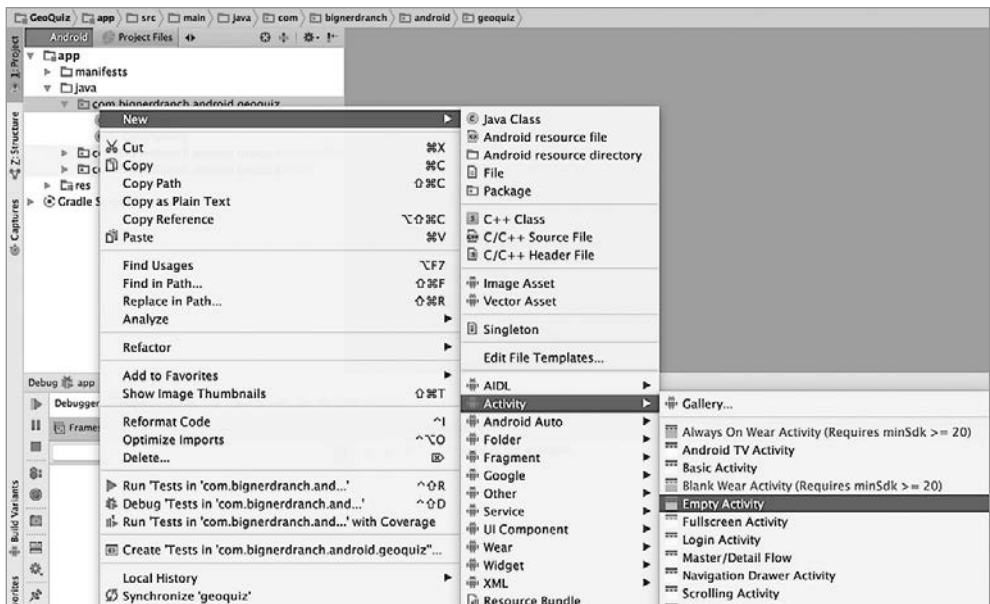 GeoQuiz app src main java com bignerdranch android geoquiz
Android Project Files
1: Project
app
manifests
java
com.bignerdranch.android.geoquiz
res
Z: Structure
Captures
Build Variants
New
Cut ⌘X
Copy ⌘C
Copy Path ⇧⌘C
Copy as Plain Text
Copy Reference ⌥⇧⌘C
Paste ⌘V
Find Usages ⌥F7
Find in Path... ⇧⌘F
Replace in Path... ⇧⌘R
Analyze
Refactor
Add to Favorites
Show Image Thumbnails ⇧⌘T
Reformat Code ^I
Optimize Imports ^⌥O
Delete... ⌦
Run 'Tests in 'com.bignerdranch.and...' ^⇧R
Debug 'Tests in 'com.bignerdranch.and...' ^⇧D
Run 'Tests in 'com.bignerdranch.and...' with Coverage
Create 'Tests in 'com.bignerdranch.android.geoquiz''...
Local History
Synchronize 'geoquiz'
Java Class
Android resource file
Android resource directory
File
Package
C++ Class
C/C++ Source File
C/C++ Header File
Image Asset
Vector Asset
Singleton
Edit File Templates...
AIDL
Activity
Android Auto
Folder
Fragment
Google
Other
Service
UI Component
Wear
Widget
XML
Resource Bundle
Gallery...
Always On Wear Activity (Requires minSdk >= 20)
Android TV Activity
Basic Activity
Blank Wear Activity (Requires minSdk >= 20)
Empty Activity
Fullscreen Activity
Login Activity
Master/Detail Flow
Navigation Drawer Activity
Scrolling Activity
Debug app
Debugger